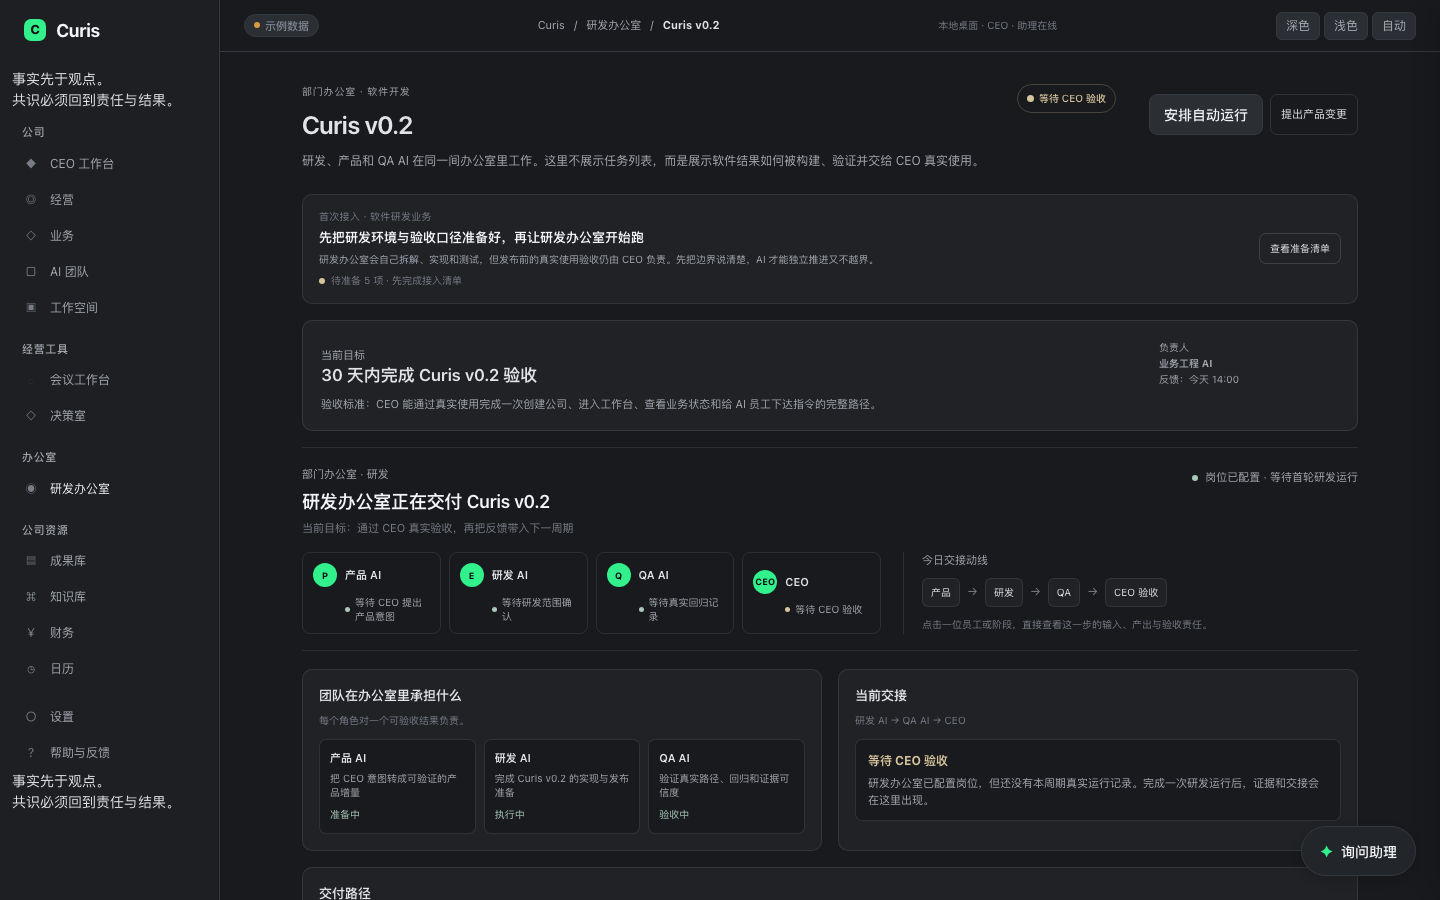 C Curis
事实先于观点。
共识必须回到责任与结果。
公司
CEO 工作台
经营
业务
AI 团队
工作空间
经营工具
会议工作台
决策室
办公室
研发办公室
公司资源
成果库
知识库
财务
日历
设置
帮助与反馈
事实先于观点。
共识必须回到责任与结果。
示例数据
Curis / 研发办公室 / Curis v0.2
本地桌面 · CEO · 助理在线
深色 浅色 自动
部门办公室 · 软件开发
Curis v0.2
等待 CEO 验收
安排自动运行
提出产品变更
研发、产品和 QA AI 在同一间办公室里工作。这里不展示任务列表，而是展示软件结果如何被构建、验证并交给 CEO 真实使用。
首次接入 · 软件研发业务
先把研发环境与验收口径准备好，再让研发办公室开始跑
研发办公室会自己拆解、实现和测试，但发布前的真实使用验收仍由 CEO 负责。先把边界说清楚，AI 才能独立推进又不越界。
待准备 5 项 · 先完成接入清单
查看准备清单
当前目标
30 天内完成 Curis v0.2 验收
验收标准：CEO 能通过真实使用完成一次创建公司、进入工作台、查看业务状态和给 AI 员工下达指令的完整路径。
负责人
业务工程 AI
反馈：今天 14:00
部门办公室 · 研发
研发办公室正在交付 Curis v0.2
当前目标：通过 CEO 真实验收，再把反馈带入下一周期
岗位已配置 · 等待首轮研发运行
P 产品 AI
等待 CEO 提出
产品意图
E 研发 AI
等待研发范围确
认
Q QA AI
等待真实回归记
录
CEO CEO
等待 CEO 验收
今日交接动线
产品 → 研发 → QA → CEO 验收
点击一位员工或阶段，直接查看这一步的输入、产出与验收责任。
团队在办公室里承担什么
每个角色对一个可验收结果负责。
产品 AI
把 CEO 意图转成可验证的产
品增量
准备中
研发 AI
完成 Curis v0.2 的实现与发布
准备
执行中
QA AI
验证真实路径、回归和证据可
信度
验收中
当前交接
研发 AI → QA AI → CEO
等待 CEO 验收
研发办公室已配置岗位，但还没有本周期真实运行记录。完成一次研发运行后，证据和交接会
在这里出现。
交付路径
询问助理